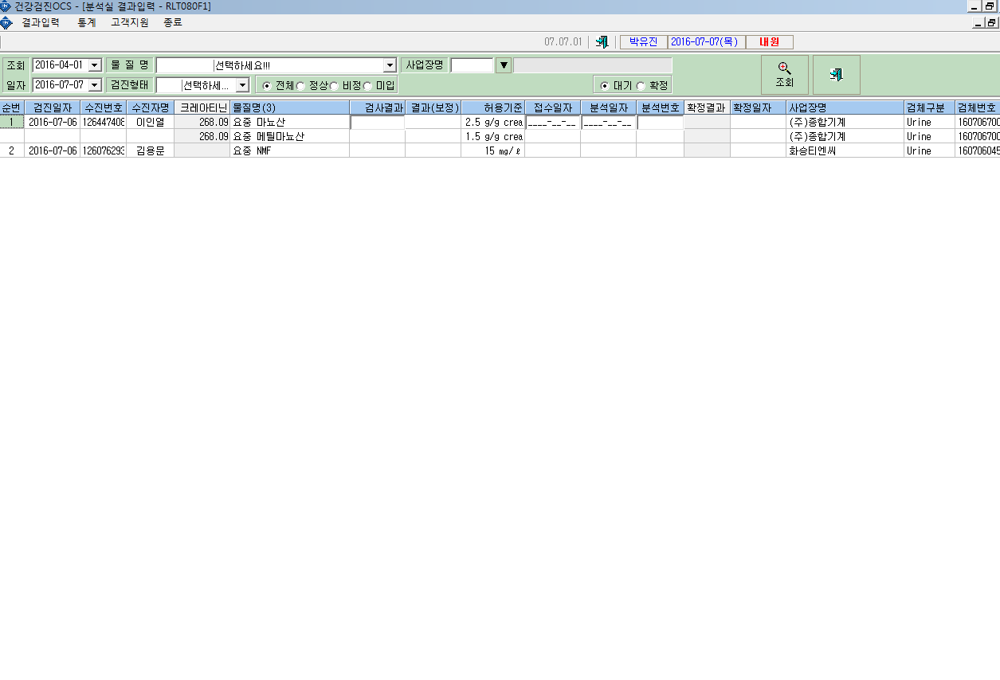 건강검진OCS - [분석실 결과입력 - RLT080F1]
결과입력 통계 고객지원 종료
07.07.01 박유진 2016-07-07(목) 내원
조회 2016-04-01 물 질 명 선택하세요!!! 사업장명 조회
일자 2016-07-07 검진형태 선택하세... 전체 정상 비정 미입 대기 확정
순번 검진일자 수진번호 수진자명 크레아티닌 물질명(3) 검사결과 결과(보정) 허용기준 접수일자 분석일자 분석번호 확정결과 확정일자 사업장명 검체구분 검체번호
1 2016-07-06 12644740 이인열 268.09 요중 마뇨산 2.5 g/g crea ____-__-__ ____-__-__ (주)종합기계 Urine 160706700
268.09 요중 메틸마뇨산 1.5 g/g crea (주)종합기계 Urine 160706700
2 2016-07-06 12607629 김용문 요중 NMF 15 mg/ℓ 화승티엔씨 Urine 160706045